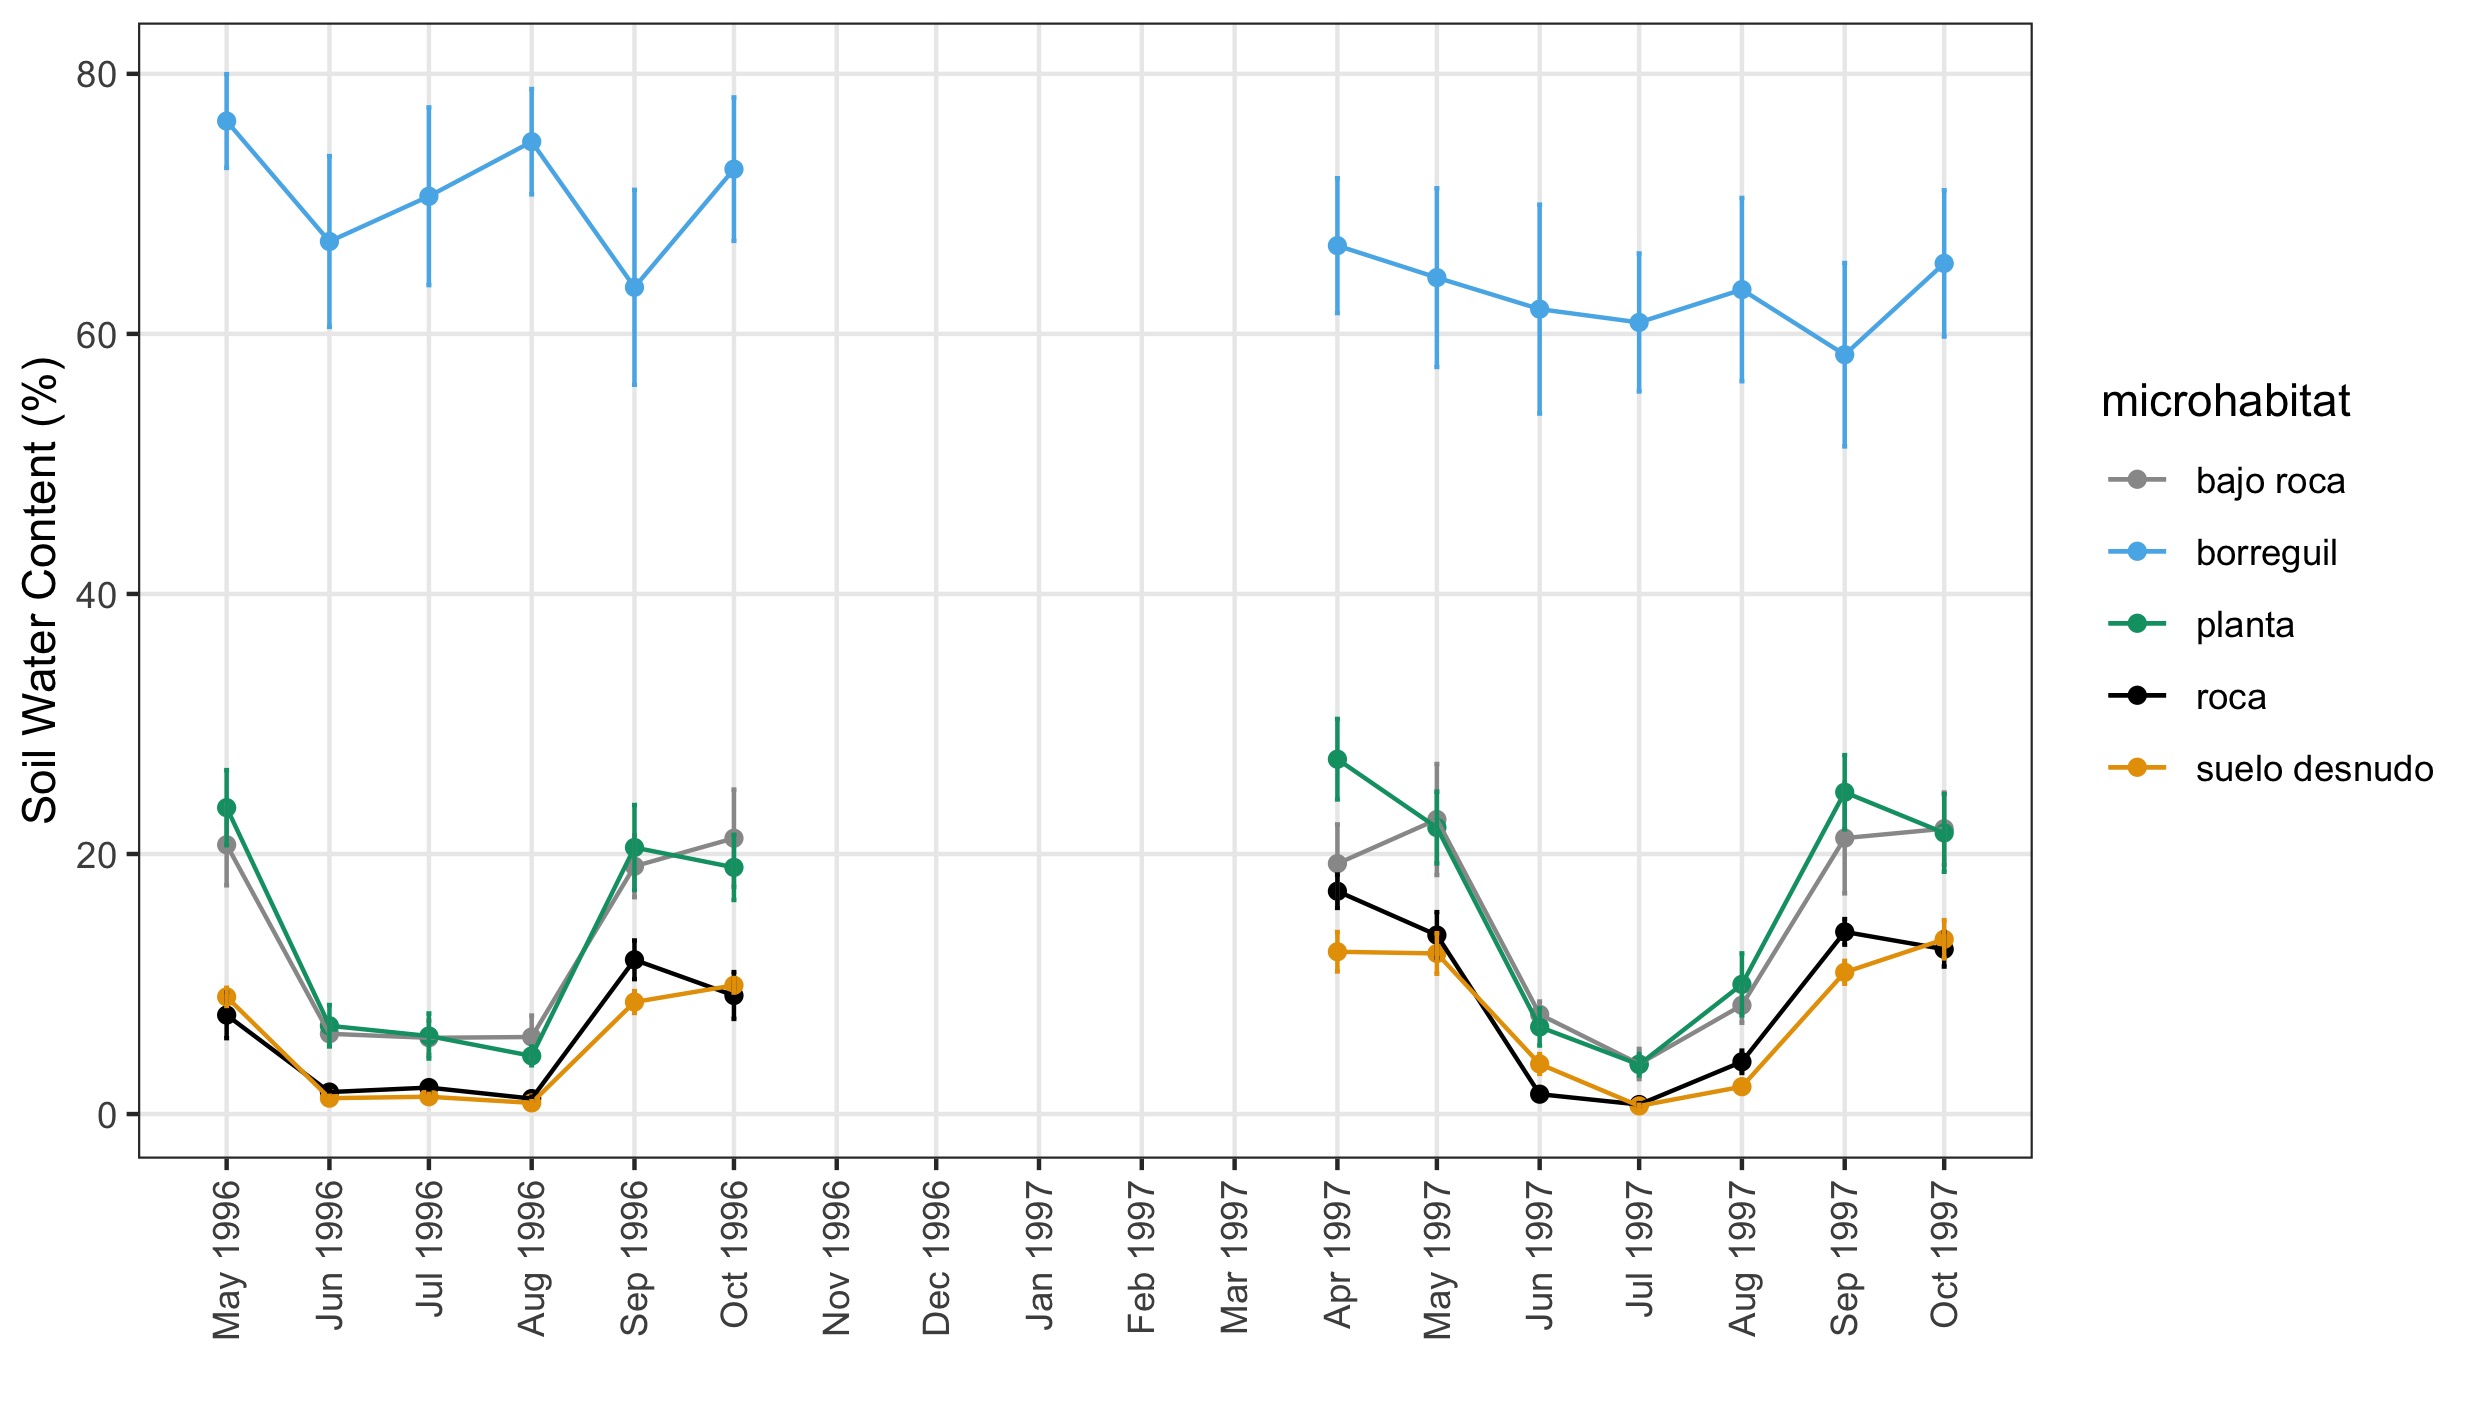 Soil Water Content (%)
80
60
40
20
0
May 1996
Jun 1996
Jul 1996
Aug 1996
Sep 1996
Oct 1996
Nov 1996
Dec 1996
Jan 1997
Feb 1997
Mar 1997
Apr 1997
May 1997
Jun 1997
Jul 1997
Aug 1997
Sep 1997
Oct 1997
microhabitat
bajo roca
borreguil
planta
roca
suelo desnudo